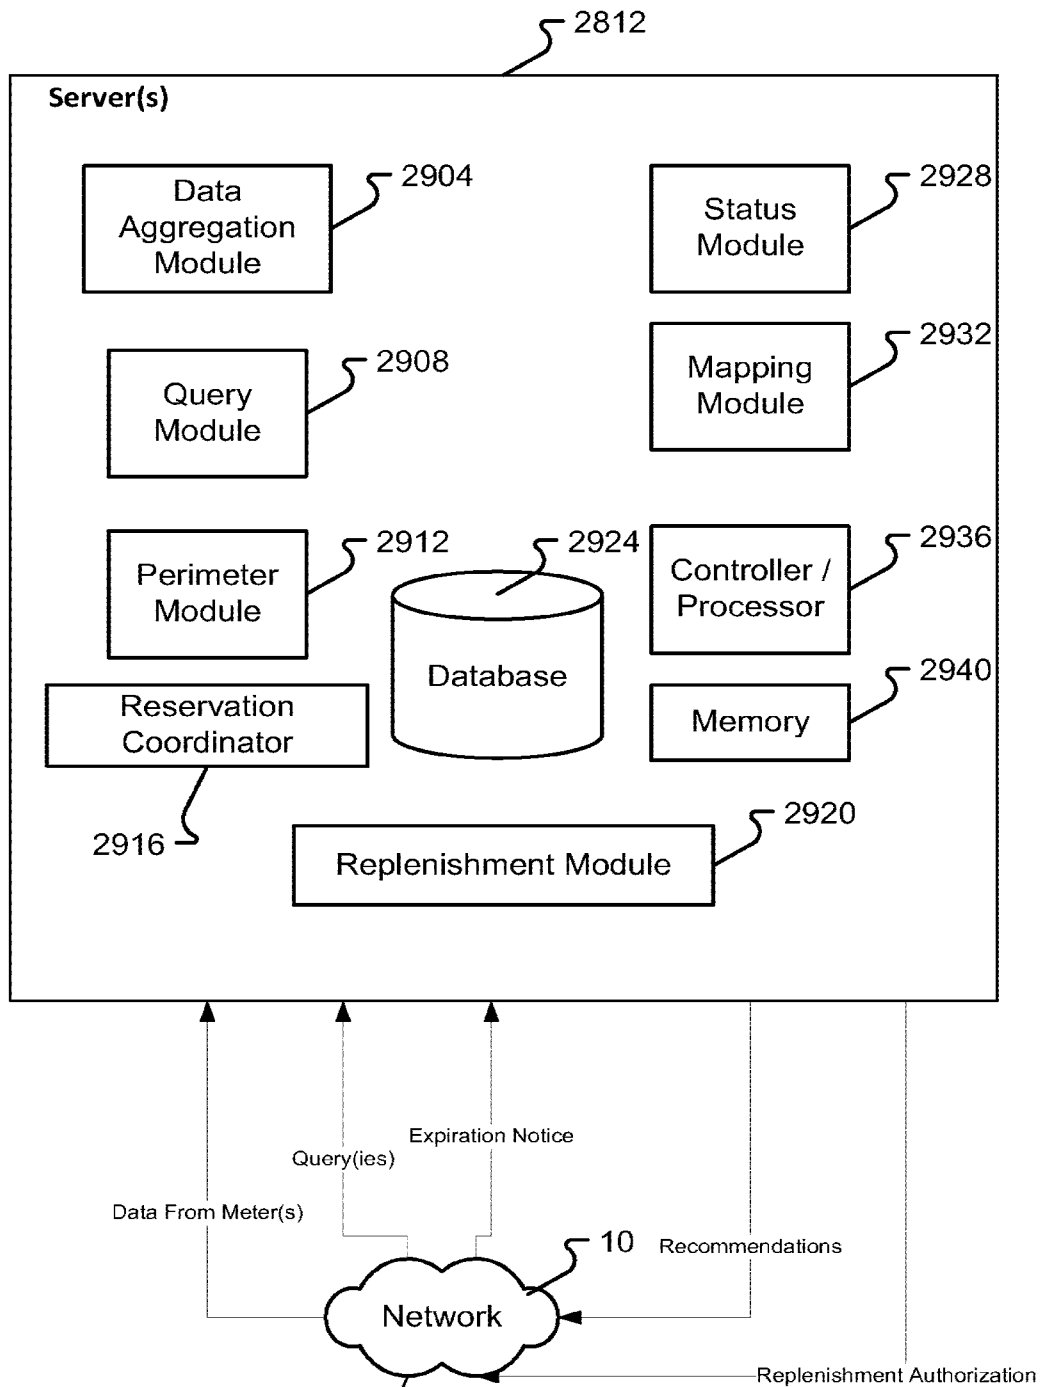 2812
Server(s)
Data
Aggregation
Module
2904
Status
Module
2928
Query
Module
2908
Mapping
Module
2932
Perimeter
Module
2912
Database
2924
Controller /
Processor
2936
Reservation
Coordinator
2916
Memory
2940
Replenishment Module
2920
Expiration Notice
Query(ies)
Data From Meter(s)
10
Recommendations
Network
Replenishment Authorization